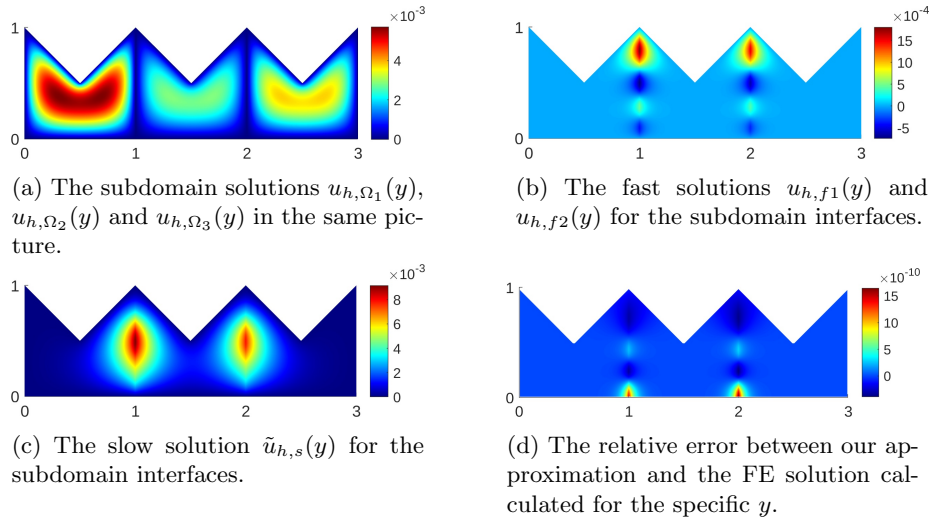 ×10⁻³
1
4
2
0
0
0 1 2 3
(a) The subdomain solutions u_{h,Ω₁}(y),
u_{h,Ω₂}(y) and u_{h,Ω₃}(y) in the same pic-
ture.
×10⁻⁴
1
15
10
5
0
-5
0
0 1 2 3
(b) The fast solutions u_{h,f1}(y) and
u_{h,f2}(y) for the subdomain interfaces.
×10⁻³
1
8
6
4
2
0
0
0 1 2 3
(c) The slow solution ũ_{h,s}(y) for the
subdomain interfaces.
×10⁻¹⁰
1
15
10
5
0
0
0 1 2 3
(d) The relative error between our ap-
proximation and the FE solution cal-
culated for the specific y.